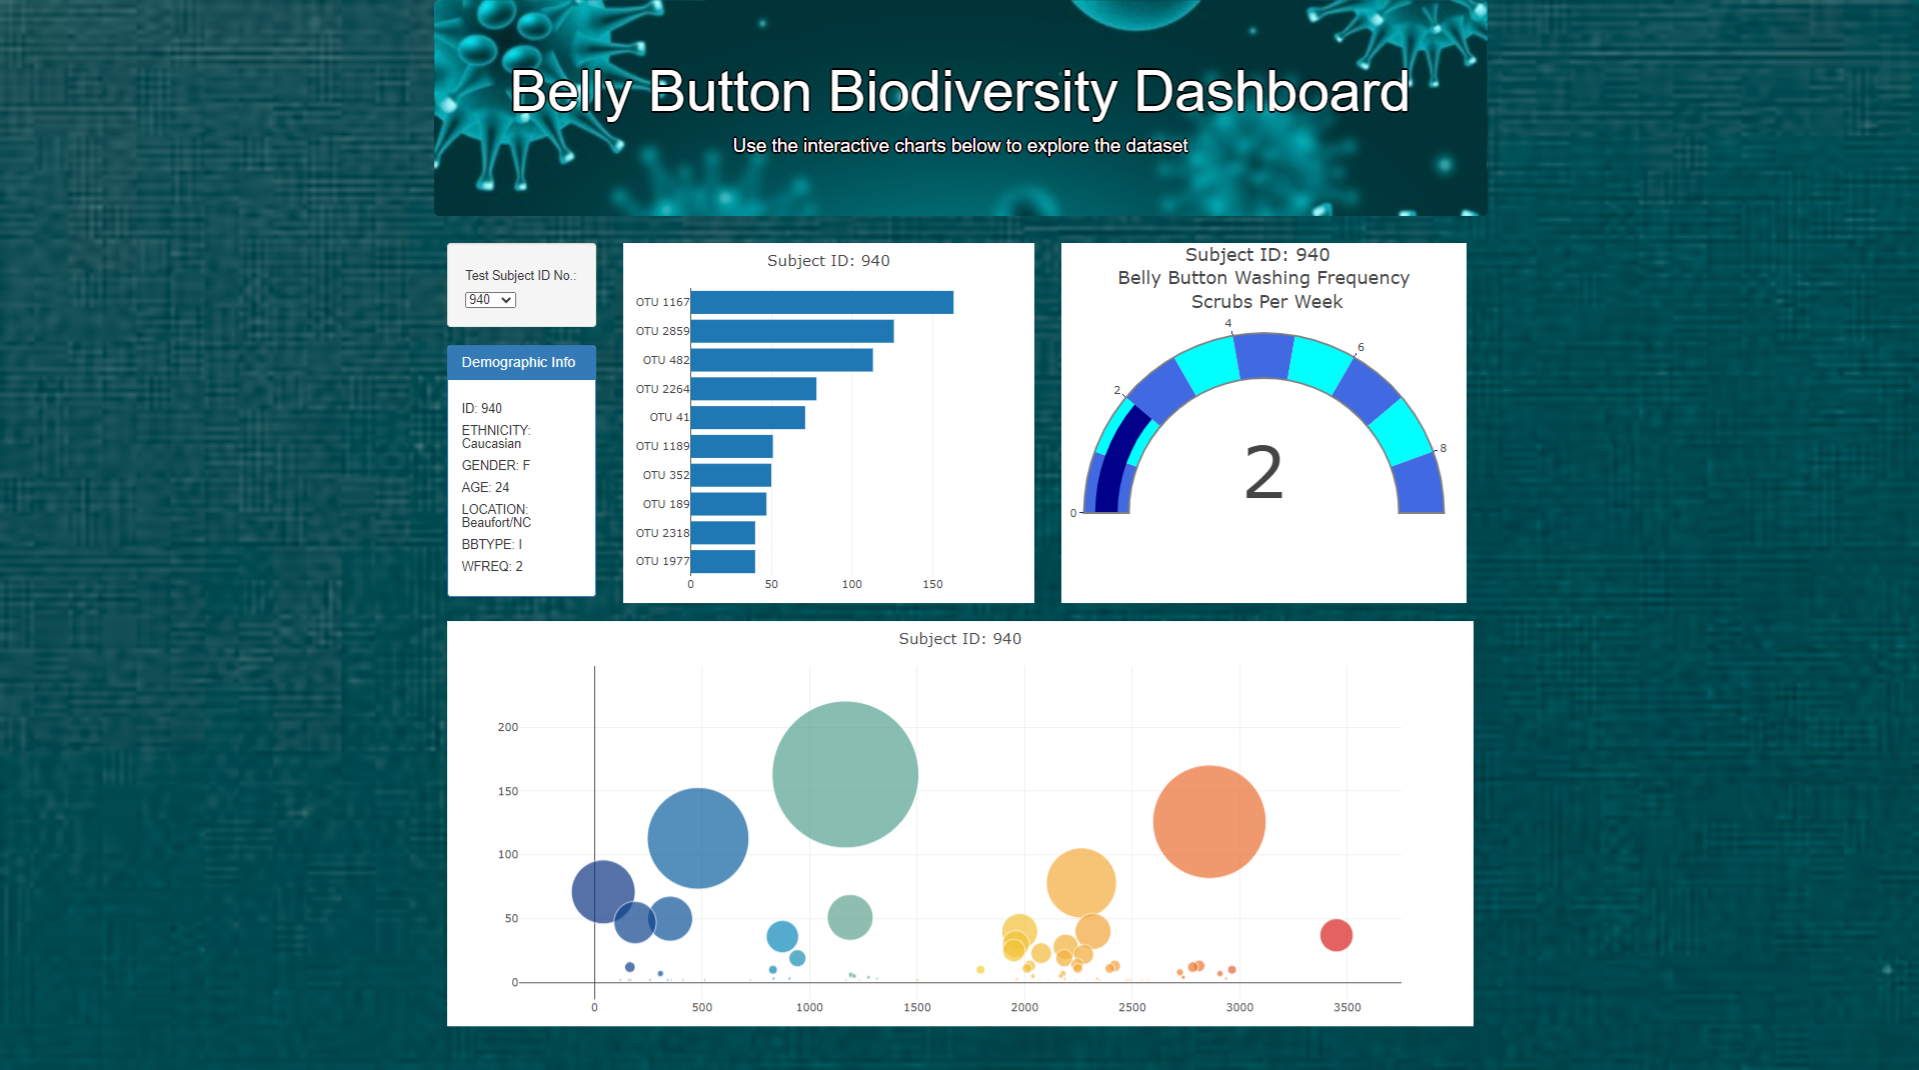 Belly Button Biodiversity Dashboard
Use the interactive charts below to explore the dataset
Test Subject ID No.:
940
Demographic Info
ID: 940
ETHNICITY:
Caucasian
GENDER: F
AGE: 24
LOCATION:
Beaufort/NC
BBTYPE: I
WFREQ: 2
Subject ID: 940
OTU 1167
OTU 2859
OTU 482
OTU 2264
OTU 41
OTU 1189
OTU 352
OTU 189
OTU 2318
OTU 1977
0 50 100 150
Subject ID: 940
Belly Button Washing Frequency
Scrubs Per Week
0 2 4 6 8
2
Subject ID: 940
200
150
100
50
0
0 500 1000 1500 2000 2500 3000 3500